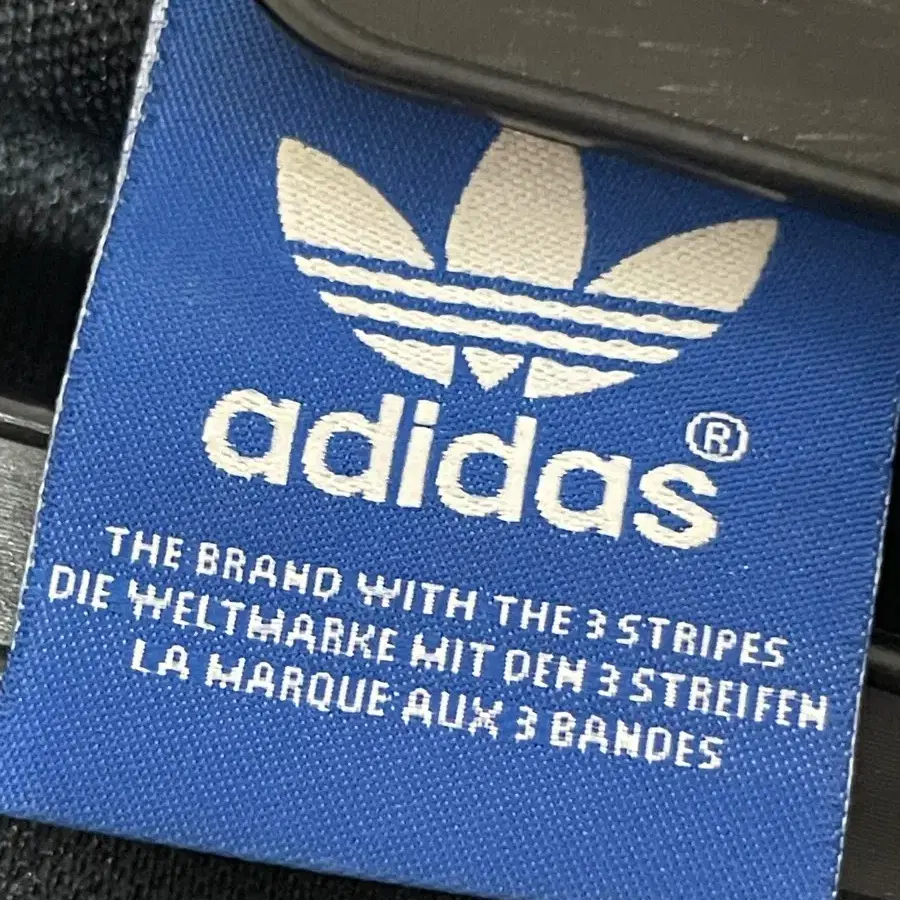 adidas®
THE BRAND WITH THE 3 STRIPES
DIE WELTMARKE MIT DEN 3 STREIFEN
LA MARQUE AUX 3 BANDES